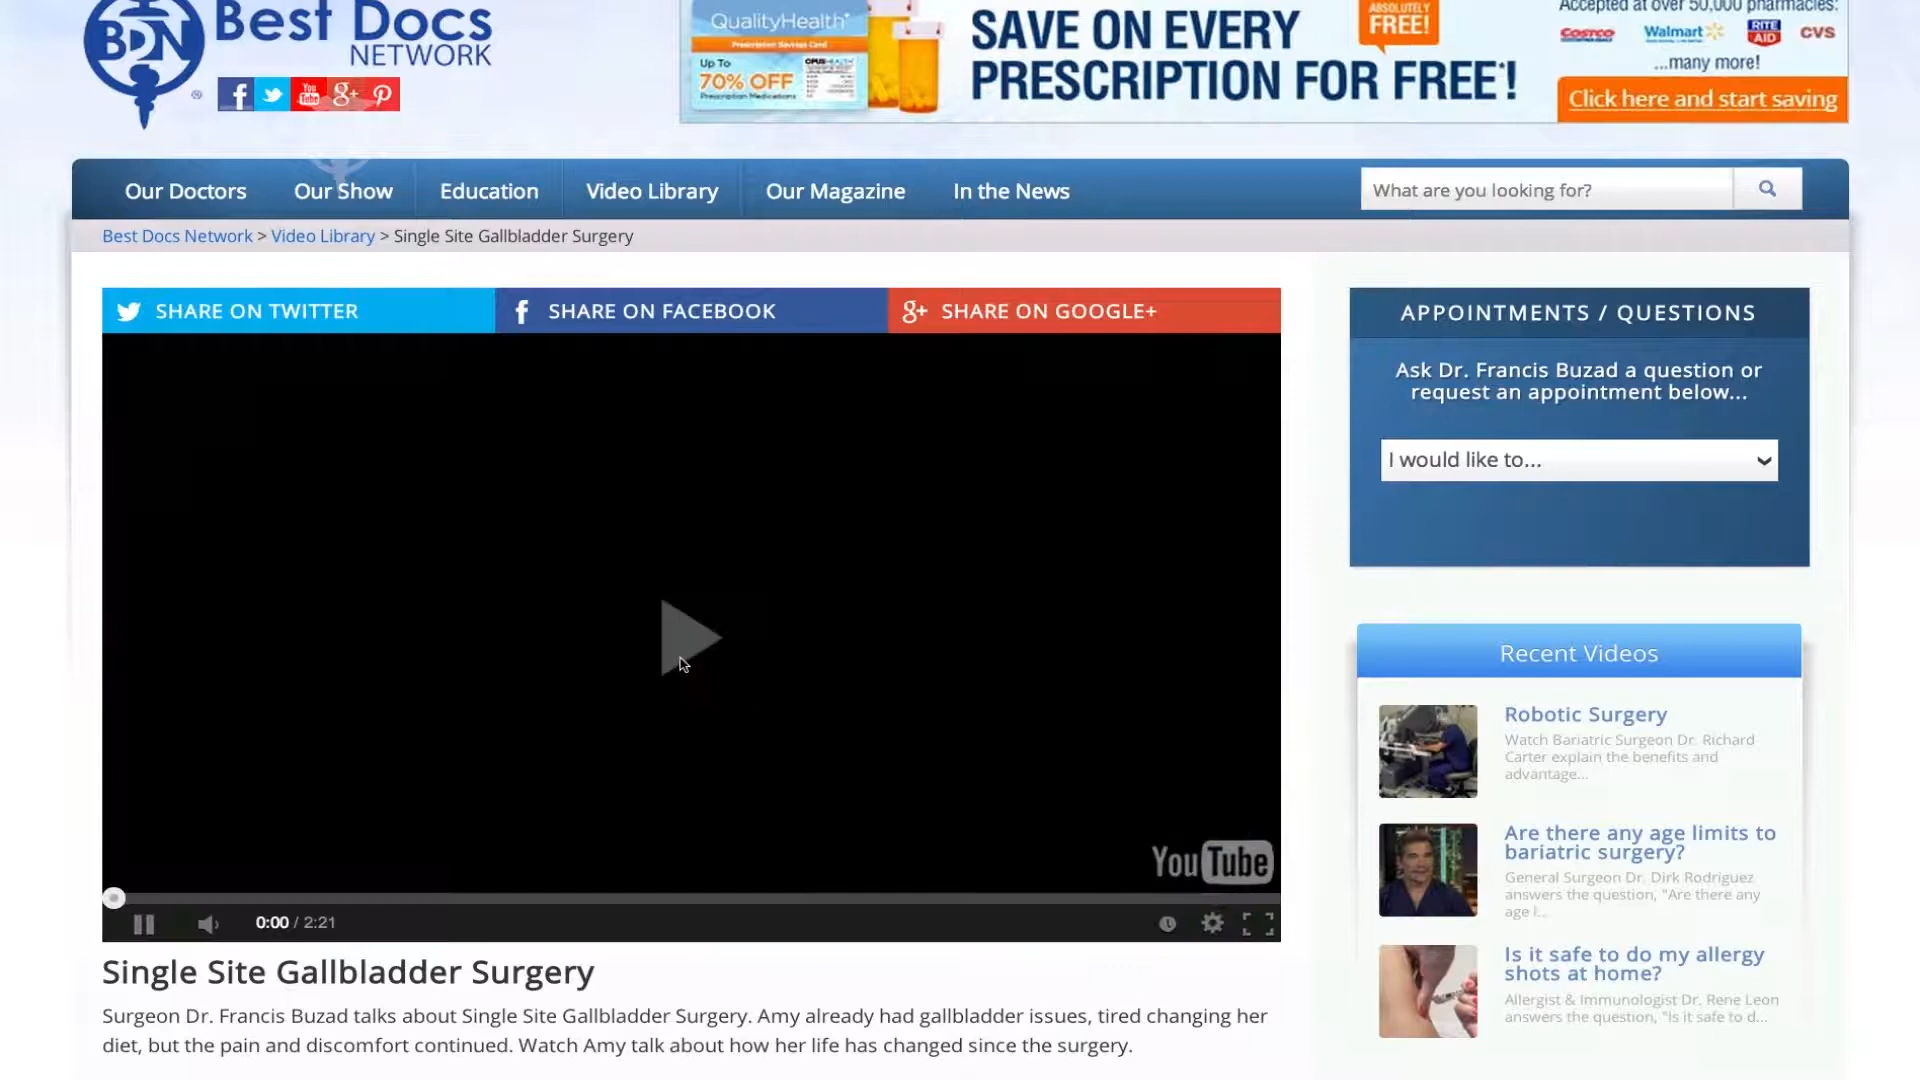 BDN
Best Docs
NETWORK
®
f
You
Tube
g+
QualityHealth
Prescription Savings Card
Up To
70% OFF
Prescription Medications
SAVE ON EVERY
PRESCRIPTION FOR FREE*!
ABSOLUTELY
FREE!
Accepted at over 50,000 pharmacies:
COSTCO Walmart RITE AID CVS
...many more!
Click here and start saving
Our Doctors Our Show Education Video Library Our Magazine In the News
What are you looking for?
Best Docs Network > Video Library > Single Site Gallbladder Surgery
SHARE ON TWITTER
f SHARE ON FACEBOOK
g+ SHARE ON GOOGLE+
YouTube
0:00 / 2:21
Single Site Gallbladder Surgery
Surgeon Dr. Francis Buzad talks about Single Site Gallbladder Surgery. Amy already had gallbladder issues, tired changing her
diet, but the pain and discomfort continued. Watch Amy talk about how her life has changed since the surgery.
APPOINTMENTS / QUESTIONS
Ask Dr. Francis Buzad a question or
request an appointment below...
I would like to...
Recent Videos
Robotic Surgery
Watch Bariatric Surgeon Dr. Richard
Carter explain the benefits and
advantage...
Are there any age limits to
bariatric surgery?
General Surgeon Dr. Dirk Rodriguez
answers the question, "Are there any
age l...
Is it safe to do my allergy
shots at home?
Allergist & Immunologist Dr. Rene Leon
answers the question, "Is it safe to d...